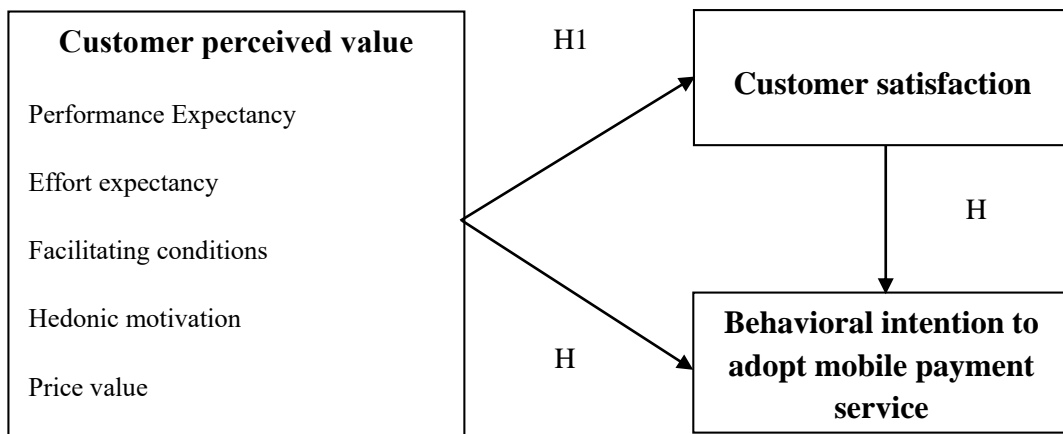 Customer perceived value
Performance Expectancy
Effort expectancy
Facilitating conditions
Hedonic motivation
Price value
H1
Customer satisfaction
H
H
Behavioral intention to
adopt mobile payment
service